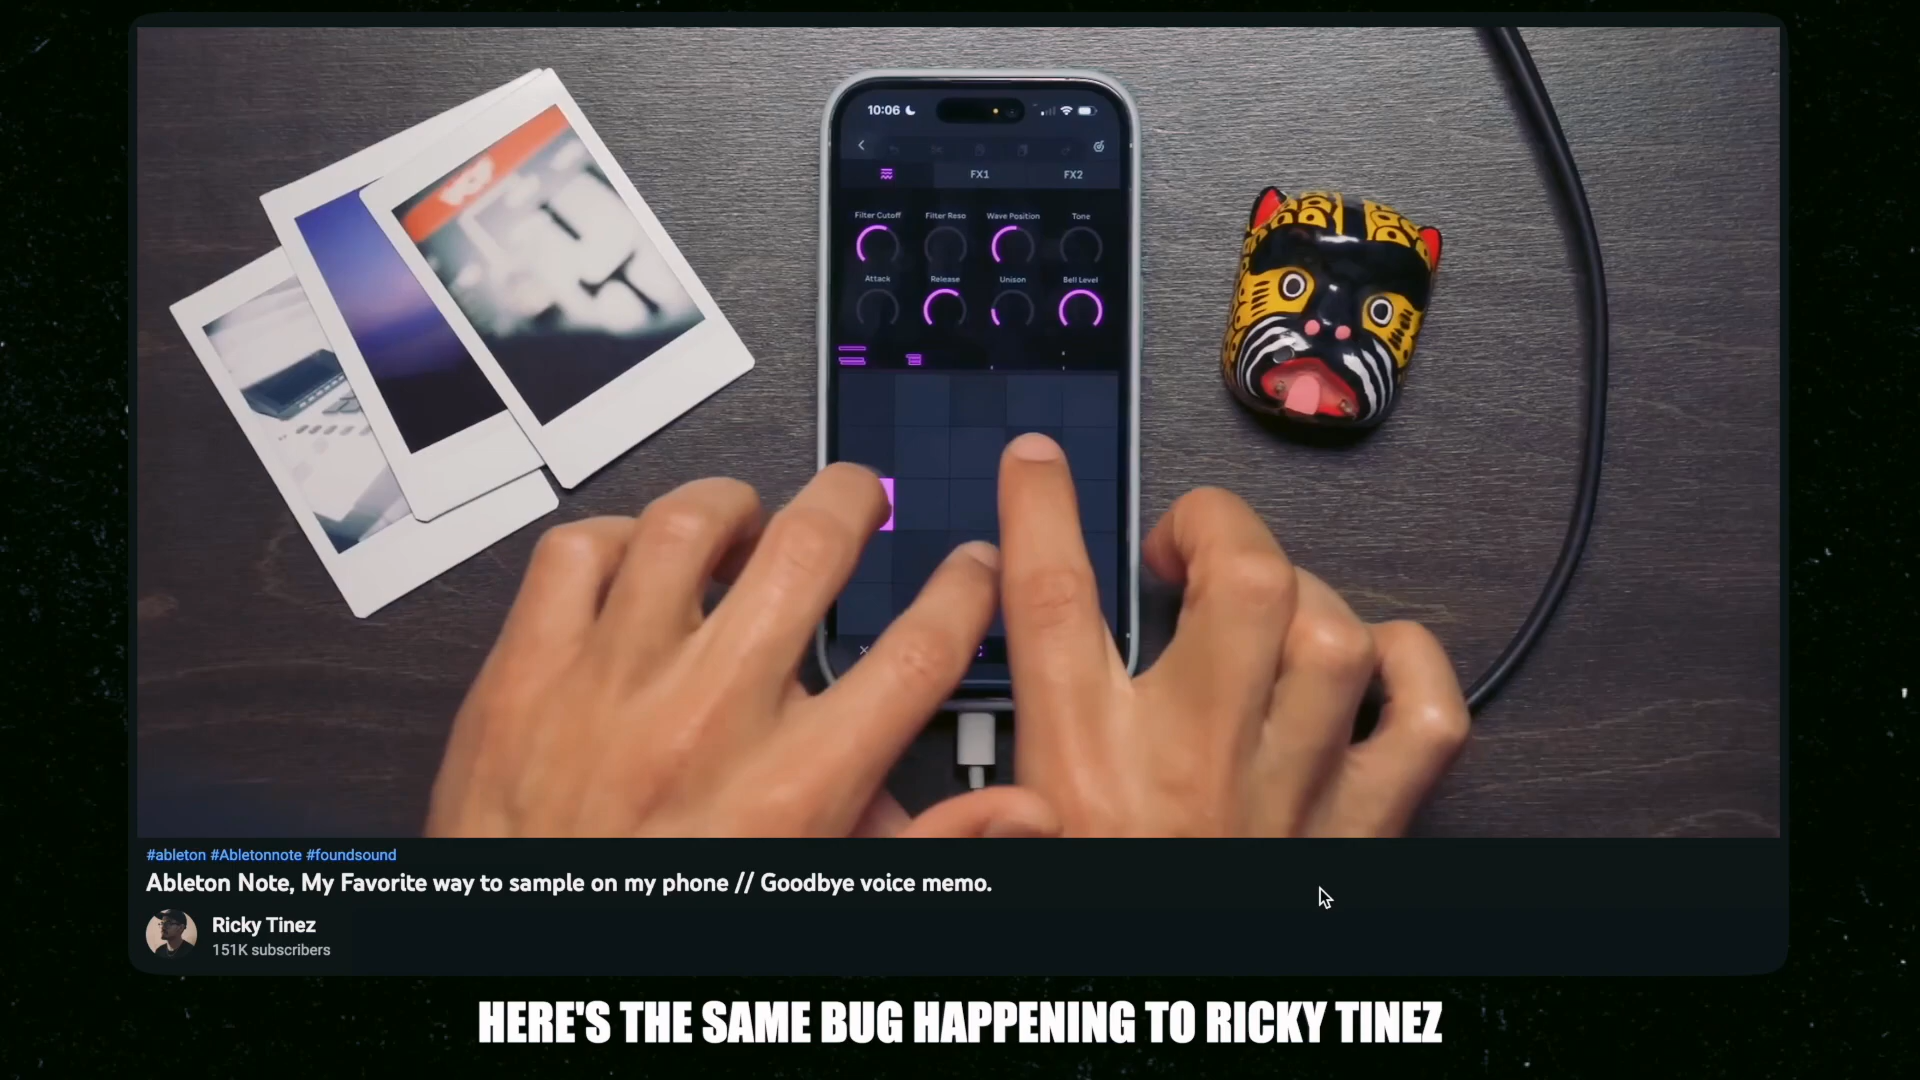 10:06
FX1 FX2
Filter Cutoff Filter Reso Wave Position Tone
Attack Release Unison Bell Level
#ableton #Abletonnote #foundsound
Ableton Note, My Favorite way to sample on my phone // Goodbye voice memo.
Ricky Tinez
151K subscribers
HERE'S THE SAME BUG HAPPENING TO RICKY TINEZ